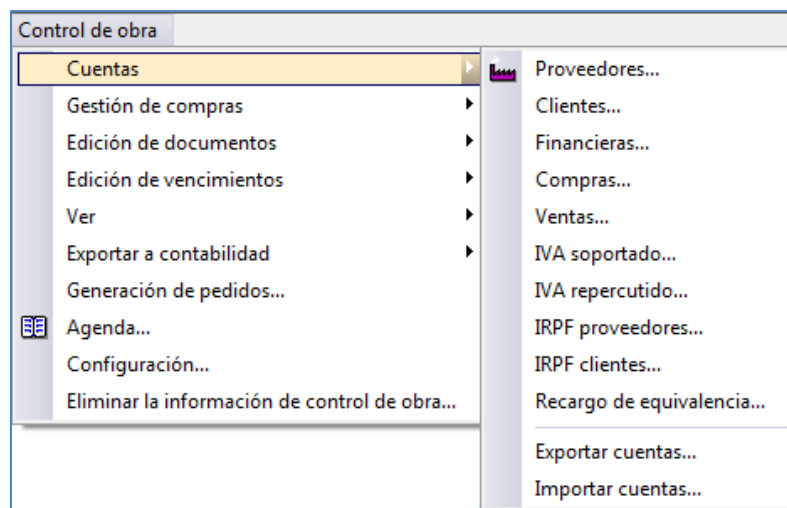 Control de obra
Cuentas
Gestión de compras
Edición de documentos
Edición de vencimientos
Ver
Exportar a contabilidad
Generación de pedidos...
Agenda...
Configuración...
Eliminar la información de control de obra...
Proveedores...
Clientes...
Financieras...
Compras...
Ventas...
IVA soportado...
IVA repercutido...
IRPF proveedores...
IRPF clientes...
Recargo de equivalencia...
Exportar cuentas...
Importar cuentas...